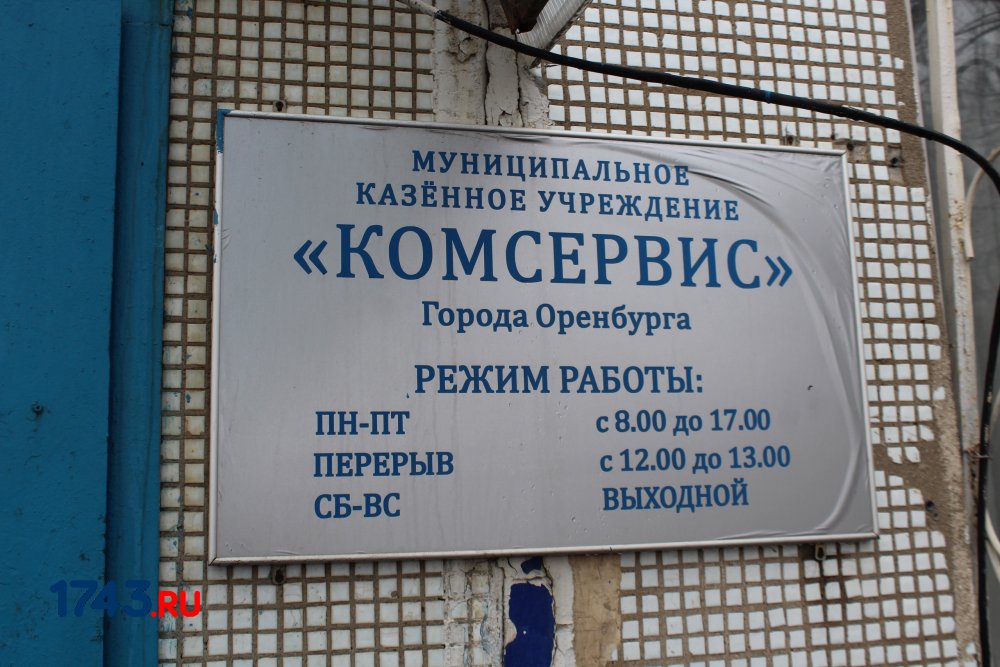 МУНИЦИПАЛЬНОЕ
КАЗЁННОЕ УЧРЕЖДЕНИЕ
«КОМСЕРВИС»
Города Оренбурга
РЕЖИМ РАБОТЫ:
ПН-ПТ с 8.00 до 17.00
ПЕРЕРЫВ с 12.00 до 13.00
СБ-ВС ВЫХОДНОЙ
1743.RU